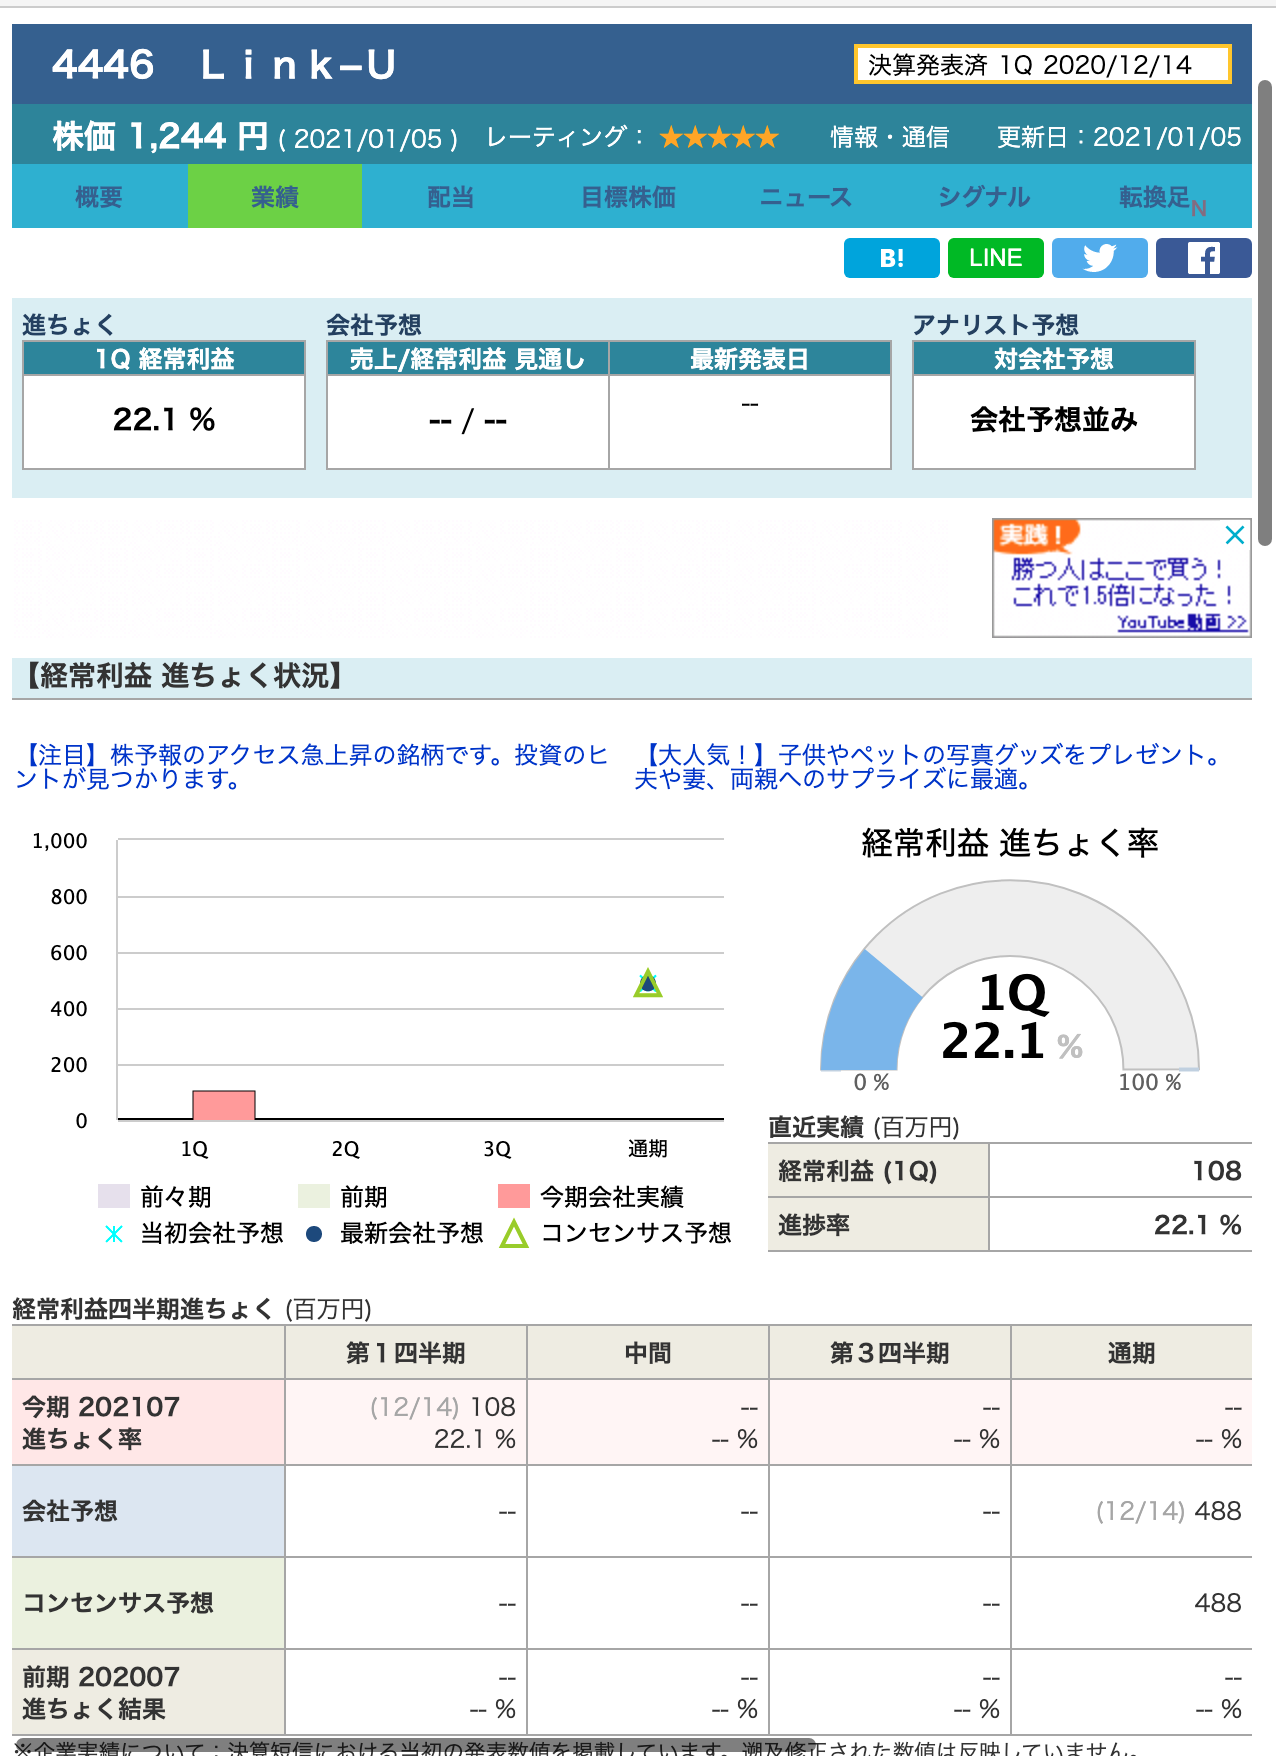 4446　Ｌｉｎｋ−Ｕ
決算発表済 1Q 2020/12/14
株価 1,244 円 ( 2021/01/05 )　レーティング： ★★★★★　情報・通信　更新日：2021/01/05
概要　業績　配当　目標株価　ニュース　シグナル　転換足N
B! LINE
進ちょく　会社予想　アナリスト予想
1Q 経常利益　売上/経常利益 見通し　最新発表日　対会社予想
22.1 %　-- / --　--　会社予想並み
実践！
勝つ人はここで買う！
これで1.5倍になった！
YouTube動画 >>
【経常利益 進ちょく状況】
【注目】株予報のアクセス急上昇の銘柄です。投資のヒ
ントが見つかります。
【大人気！】子供やペットの写真グッズをプレゼント。
夫や妻、両親へのサプライズに最適。
1,000
800
600
400
200
0
1Q　2Q　3Q　通期
前々期　前期　今期会社実績
当初会社予想　最新会社予想　コンセンサス予想
経常利益 進ちょく率
1Q
22.1 %
0 %　100 %
直近実績 (百万円)
経常利益 (1Q)　108
進捗率　22.1 %
経常利益四半期進ちょく (百万円)
第１四半期　中間　第３四半期　通期
今期 202107　(12/14) 108　--　--　--
進ちょく率　22.1 %　-- %　-- %　-- %
会社予想　--　--　--　(12/14) 488
コンセンサス予想　--　--　--　488
前期 202007　--　--　--　--
進ちょく結果　-- %　-- %　-- %　-- %
※企業実績について：決算短信における当初の発表数値を掲載しています。遡及修正された数値は反映していません。